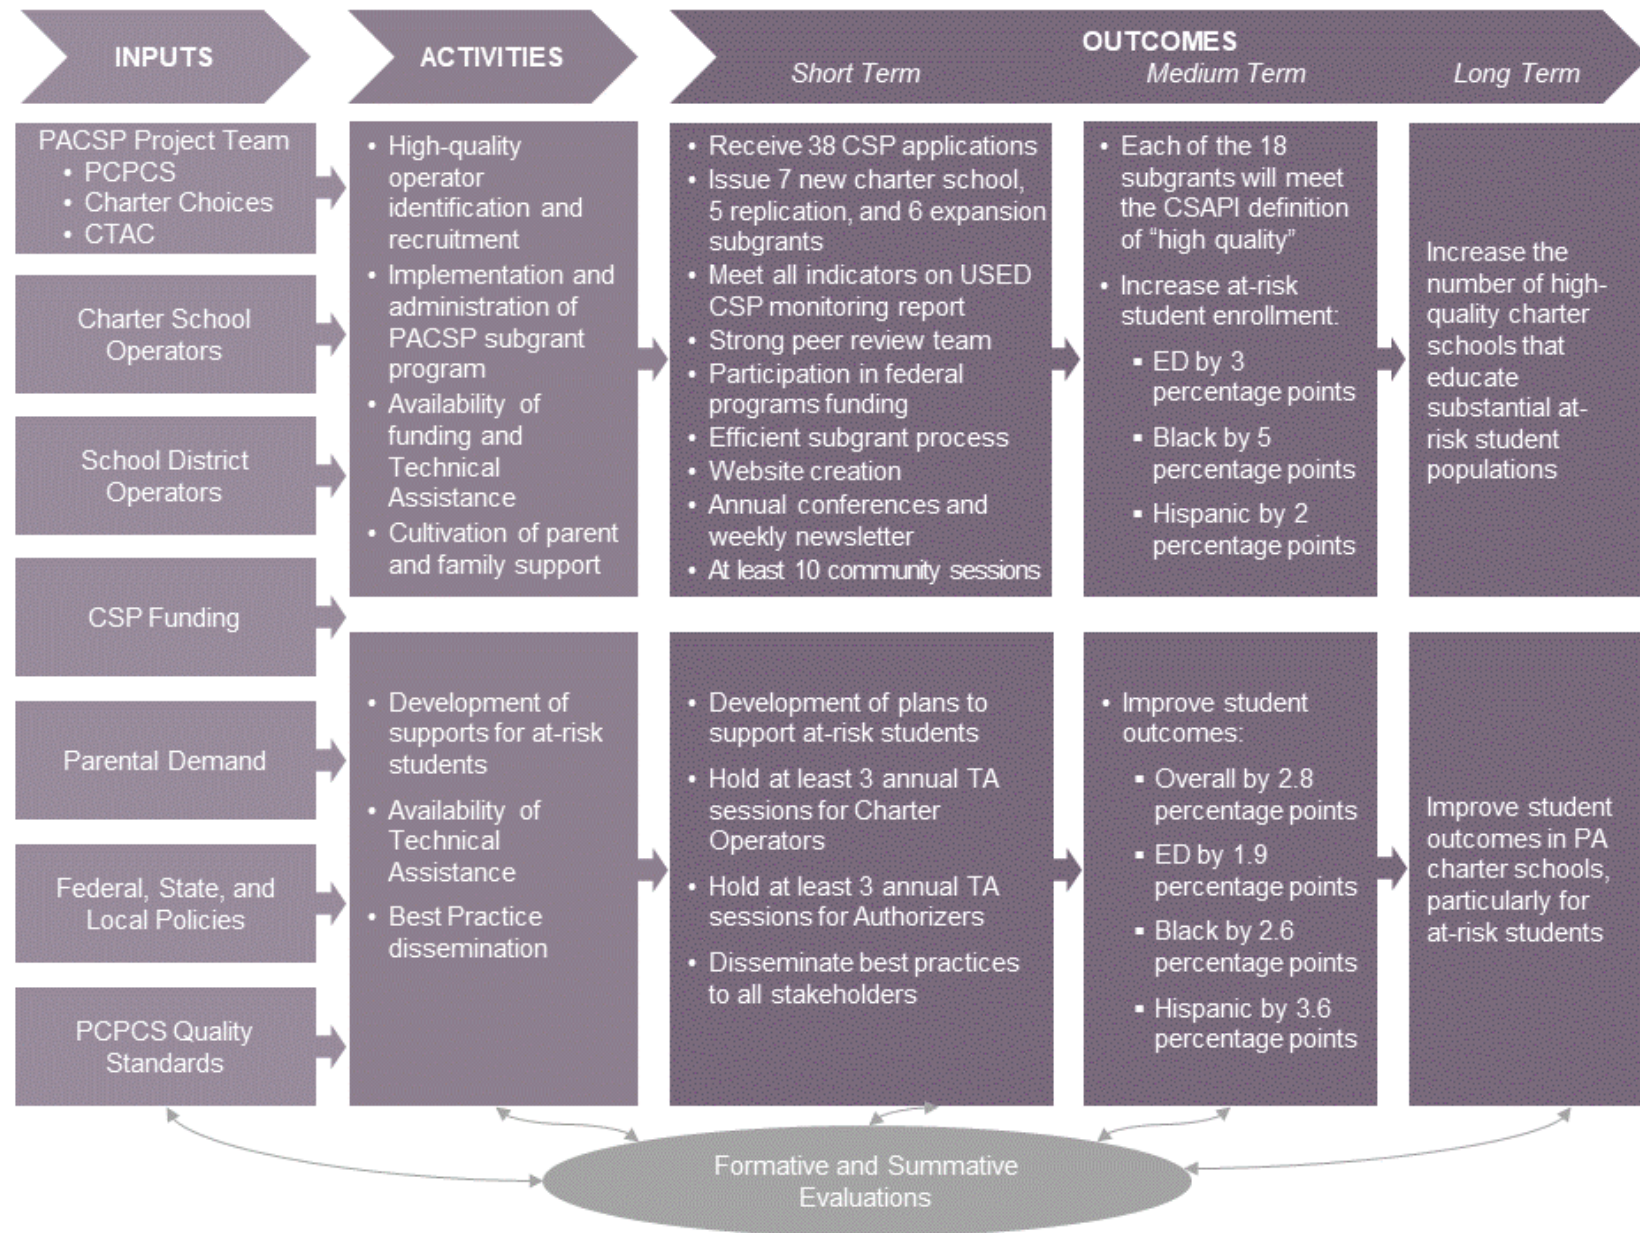 INPUTS
ACTIVITIES
OUTCOMES
Short Term
Medium Term
Long Term
PACSP Project Team
• PCPCS
• Charter Choices
• CTAC
Charter School
Operators
School District
Operators
CSP Funding
Parental Demand
Federal, State, and
Local Policies
PCPCS Quality
Standards
• High-quality
operator
identification and
recruitment
• Implementation and
administration of
PACSP subgrant
program
• Availability of
funding and
Technical
Assistance
• Cultivation of parent
and family support
• Receive 38 CSP applications
• Issue 7 new charter school,
5 replication, and 6 expansion
subgrants
• Meet all indicators on USED
CSP monitoring report
• Strong peer review team
• Participation in federal
programs funding
• Efficient subgrant process
• Website creation
• Annual conferences and
weekly newsletter
• At least 10 community sessions
• Each of the 18
subgrants will meet
the CSAPI definition
of “high quality”
• Increase at-risk
student enrollment:
▪ ED by 3
percentage points
▪ Black by 5
percentage points
▪ Hispanic by 2
percentage points
Increase the
number of high-
quality charter
schools that
educate
substantial at-
risk student
populations
• Development of
supports for at-risk
students
• Availability of
Technical
Assistance
• Best Practice
dissemination
• Development of plans to
support at-risk students
• Hold at least 3 annual TA
sessions for Charter
Operators
• Hold at least 3 annual TA
sessions for Authorizers
• Disseminate best practices
to all stakeholders
• Improve student
outcomes:
▪ Overall by 2.8
percentage points
▪ ED by 1.9
percentage points
▪ Black by 2.6
percentage points
▪ Hispanic by 3.6
percentage points
Improve student
outcomes in PA
charter schools,
particularly for
at-risk students
Formative and Summative
Evaluations